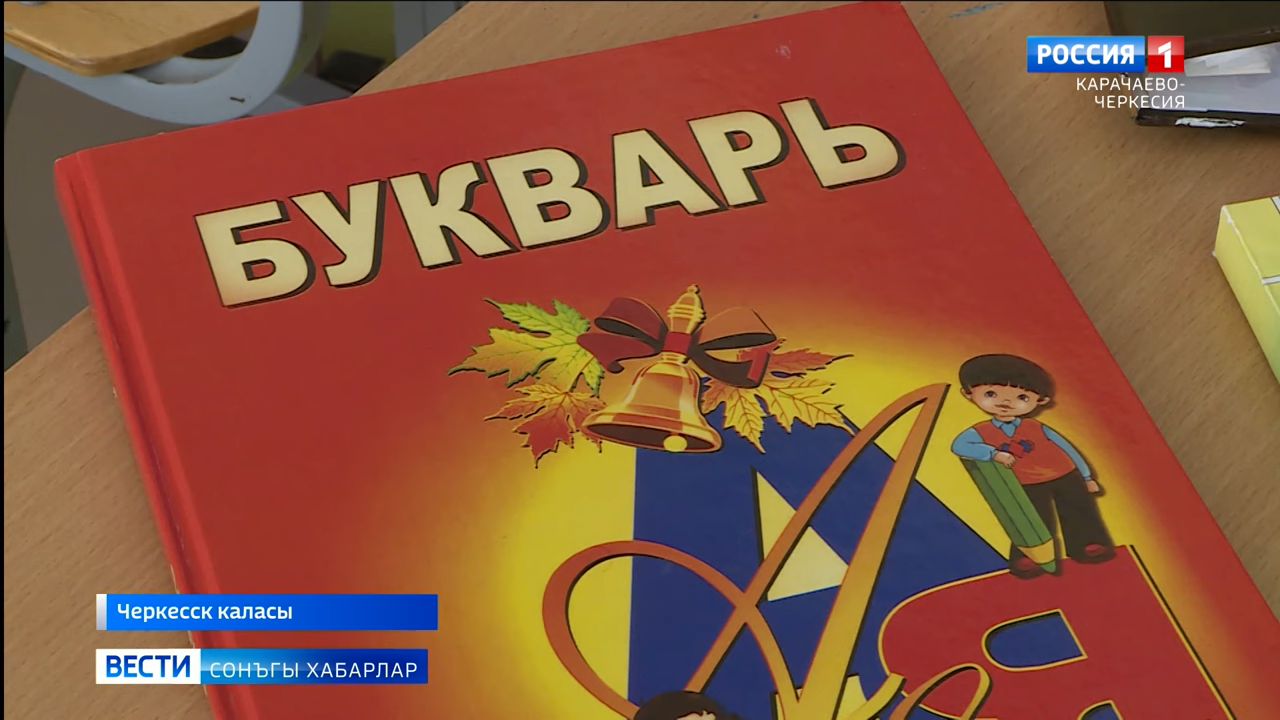 РОССИЯ 1
КАРАЧАЕВО-
ЧЕРКЕСИЯ
БУКВАРЬ
А
Я
Черкесск каласы
ВЕСТИ СОНЪГЫ ХАБАРЛАР